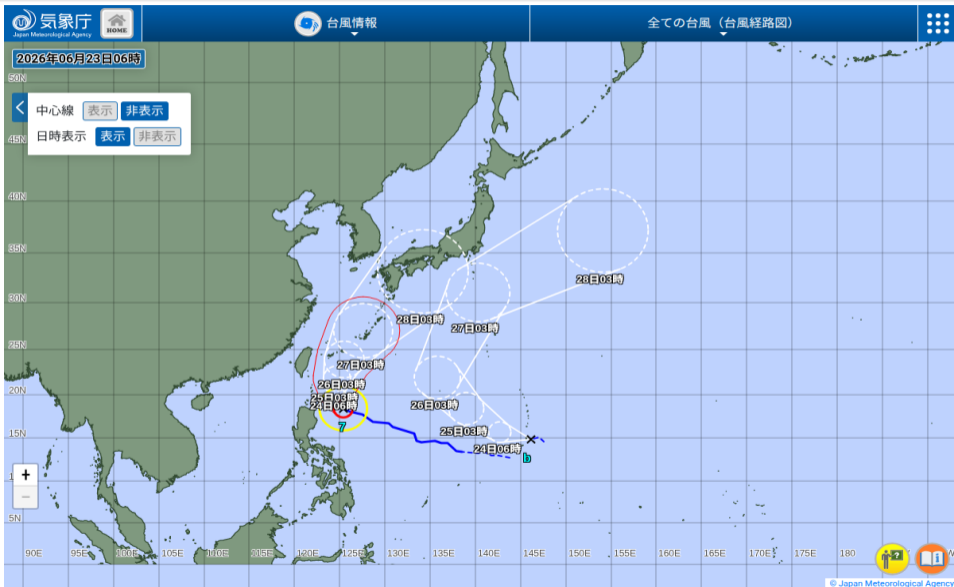 気象庁
Japan Meteorological Agency
HOME
台風情報
全ての台風（台風経路図）
2026年06月23日06時
50N
中心線 表示 非表示
日時表示 表示 非表示
45N
40N
35N
28日03時
30N
28日03時
27日03時
25N
27日03時
26日03時
20N
25日03時
24日06時
26日03時
7
15N
25日03時
24日06時
b
+
−
5N
90E 95E 100E 105E 110E 115E 120E 125E 130E 135E 140E 145E 150E 155E 160E 165E 170E 175E 180
© Japan Meteorological Agency